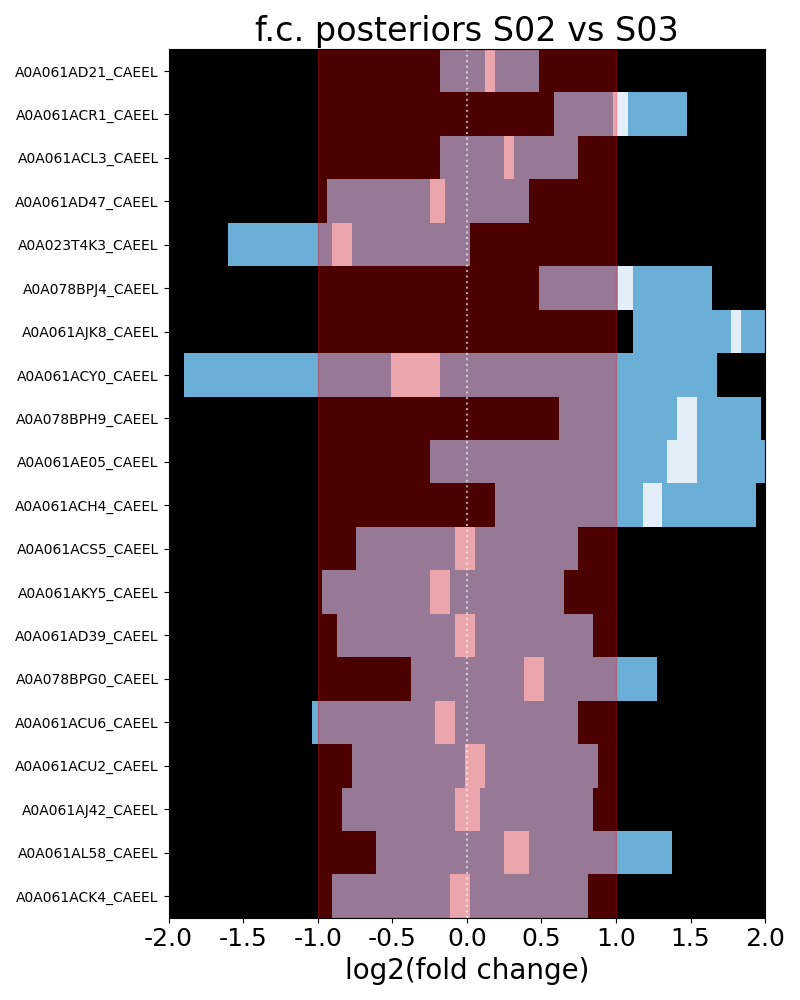 f.c. posteriors S02 vs S03
A0A061AD21_CAEEL
A0A061ACR1_CAEEL
A0A061ACL3_CAEEL
A0A061AD47_CAEEL
A0A023T4K3_CAEEL
A0A078BPJ4_CAEEL
A0A061AJK8_CAEEL
A0A061ACY0_CAEEL
A0A078BPH9_CAEEL
A0A061AE05_CAEEL
A0A061ACH4_CAEEL
A0A061ACS5_CAEEL
A0A061AKY5_CAEEL
A0A061AD39_CAEEL
A0A078BPG0_CAEEL
A0A061ACU6_CAEEL
A0A061ACU2_CAEEL
A0A061AJ42_CAEEL
A0A061AL58_CAEEL
A0A061ACK4_CAEEL
-2.0 -1.5 -1.0 -0.5 0.0 0.5 1.0 1.5 2.0
log2(fold change)